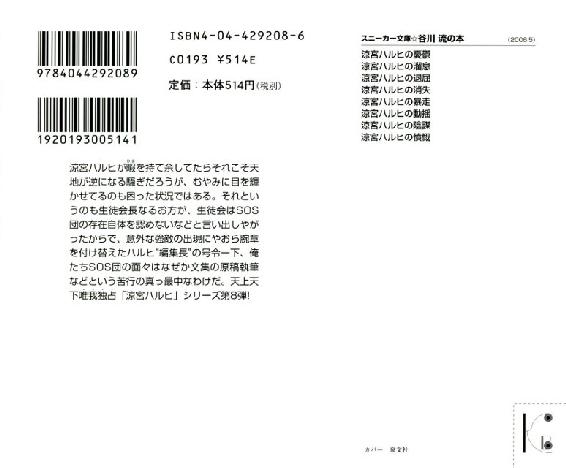 ISBN4-04-429208-6
C0193 ¥514E
定価：本体514円(税別)
9784044292089
1920193005141
涼宮ハルヒが暇を持て余してたらそれこそ天
地が逆になる騒ぎだろうが、むやみに目を輝
かせてるのも困った状況ではある。それとい
うのも生徒会長なるお方が、生徒会はSOS
団の存在自体を認めないなどと言い出しやが
ったからで、意外な強敵の出現にやおら腕章
を付け替えたハルヒ"編集長"の号令一下、俺
たちSOS団の面々はなぜか文集の原稿執筆
などという苦行の真っ最中なわけだ。天上天
下唯我独占「涼宮ハルヒ」シリーズ第8弾!
スニーカー文庫☆谷川 流の本
(2006・5)
涼宮ハルヒの憂鬱
涼宮ハルヒの溜息
涼宮ハルヒの退屈
涼宮ハルヒの消失
涼宮ハルヒの暴走
涼宮ハルヒの動揺
涼宮ハルヒの陰謀
涼宮ハルヒの憤慨
カバー